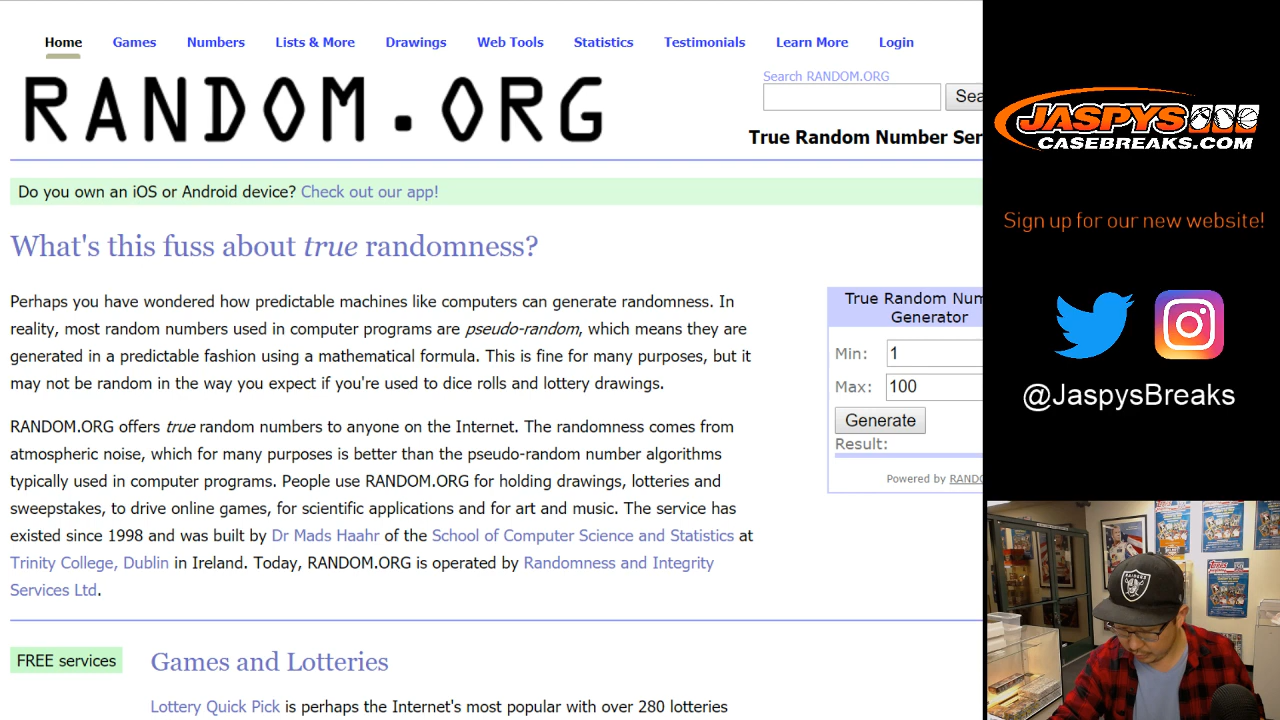 Home Games Numbers Lists & More Drawings Web Tools Statistics Testimonials Learn More Login
RANDOM.ORG
Search RANDOM.ORG
Sea
True Random Number Ser
Do you own an iOS or Android device? Check out our app!
What's this fuss about true randomness?
Perhaps you have wondered how predictable machines like computers can generate randomness. In
reality, most random numbers used in computer programs are pseudo-random, which means they are
generated in a predictable fashion using a mathematical formula. This is fine for many purposes, but it
may not be random in the way you expect if you're used to dice rolls and lottery drawings.
RANDOM.ORG offers true random numbers to anyone on the Internet. The randomness comes from
atmospheric noise, which for many purposes is better than the pseudo-random number algorithms
typically used in computer programs. People use RANDOM.ORG for holding drawings, lotteries and
sweepstakes, to drive online games, for scientific applications and for art and music. The service has
existed since 1998 and was built by Dr Mads Haahr of the School of Computer Science and Statistics at
Trinity College, Dublin in Ireland. Today, RANDOM.ORG is operated by Randomness and Integrity
Services Ltd.
True Random Num
Generator
Min: 1
Max: 100
Generate
Result:
Powered by RANDO
FREE services
Games and Lotteries
Lottery Quick Pick is perhaps the Internet's most popular with over 280 lotteries
JASPYS
CASEBREAKS.COM
Sign up for our new website!
@JaspysBreaks
RAIDERS